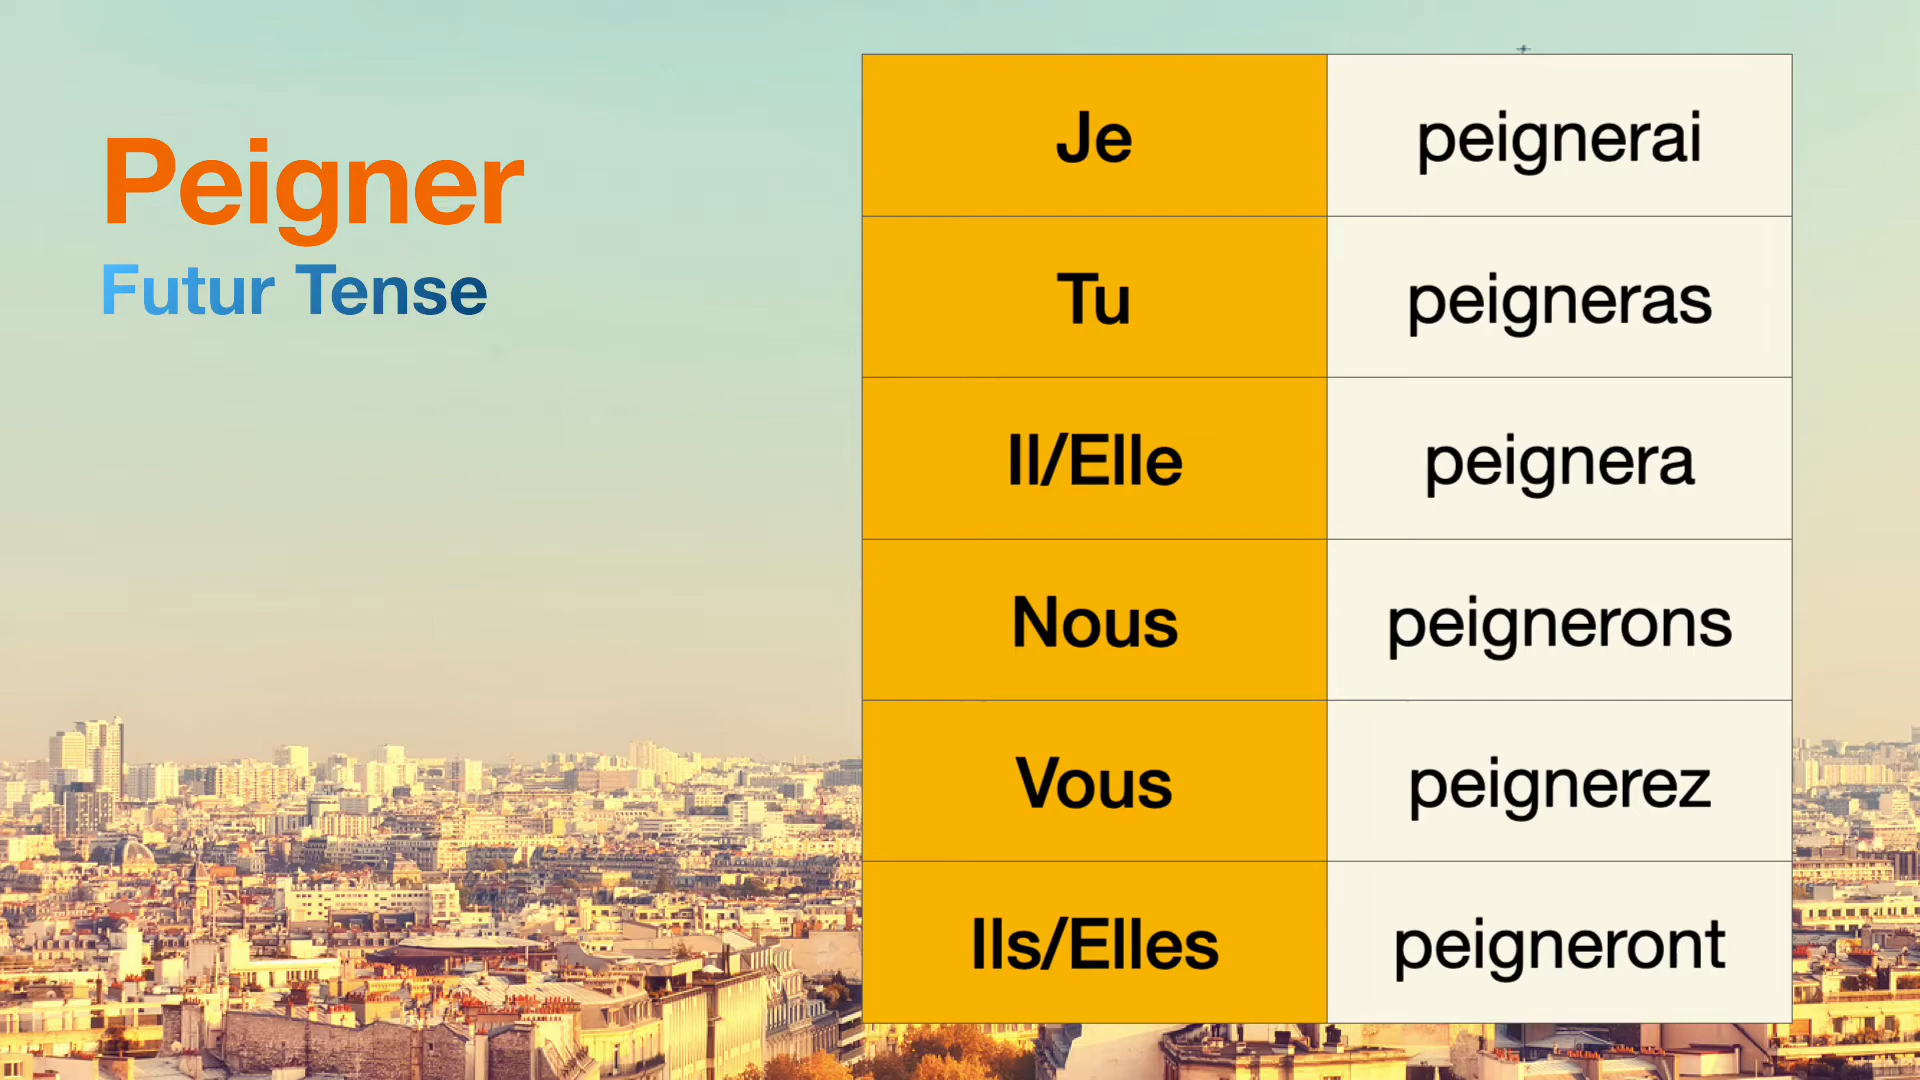 Peigner
Futur Tense
Je peignerai
Tu peigneras
Il/Elle peignera
Nous peignerons
Vous peignerez
Ils/Elles peigneront